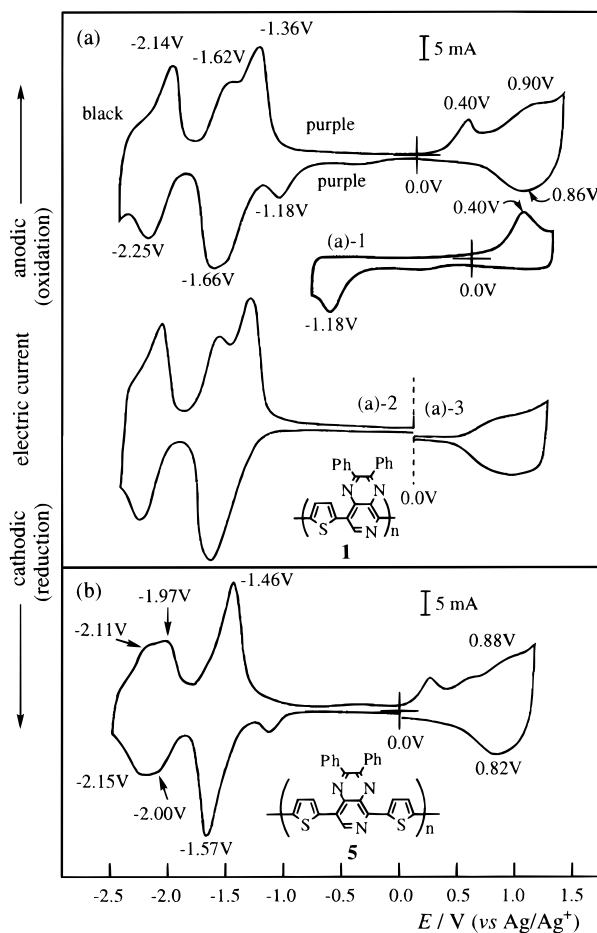 (a)
-2.14V
-1.62V
-1.36V
5 mA
black
purple
0.40V
0.90V
purple
0.0V
-1.18V
0.86V
0.40V
-2.25V
-1.66V
(a)-1
0.0V
-1.18V
anodic
(oxidation)
electric current
cathodic
(reduction)
(a)-2
(a)-3
0.0V
Ph
Ph
N
N
S
N
n
1
(b)
-1.46V
5 mA
-1.97V
-2.11V
0.88V
0.0V
-2.15V
-2.00V
-1.57V
0.82V
Ph
Ph
N
N
S
N
S
n
5
-2.5 -2.0 -1.5 -1.0 -0.5 0.0 0.5 1.0 1.5
E / V (vs Ag/Ag+)